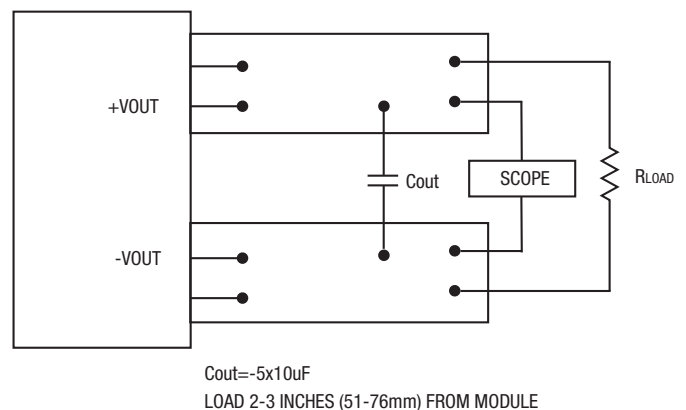 +VOUT
Cout
SCOPE
RLOAD
-VOUT
Cout=-5x10uF
LOAD 2-3 INCHES (51-76mm) FROM MODULE